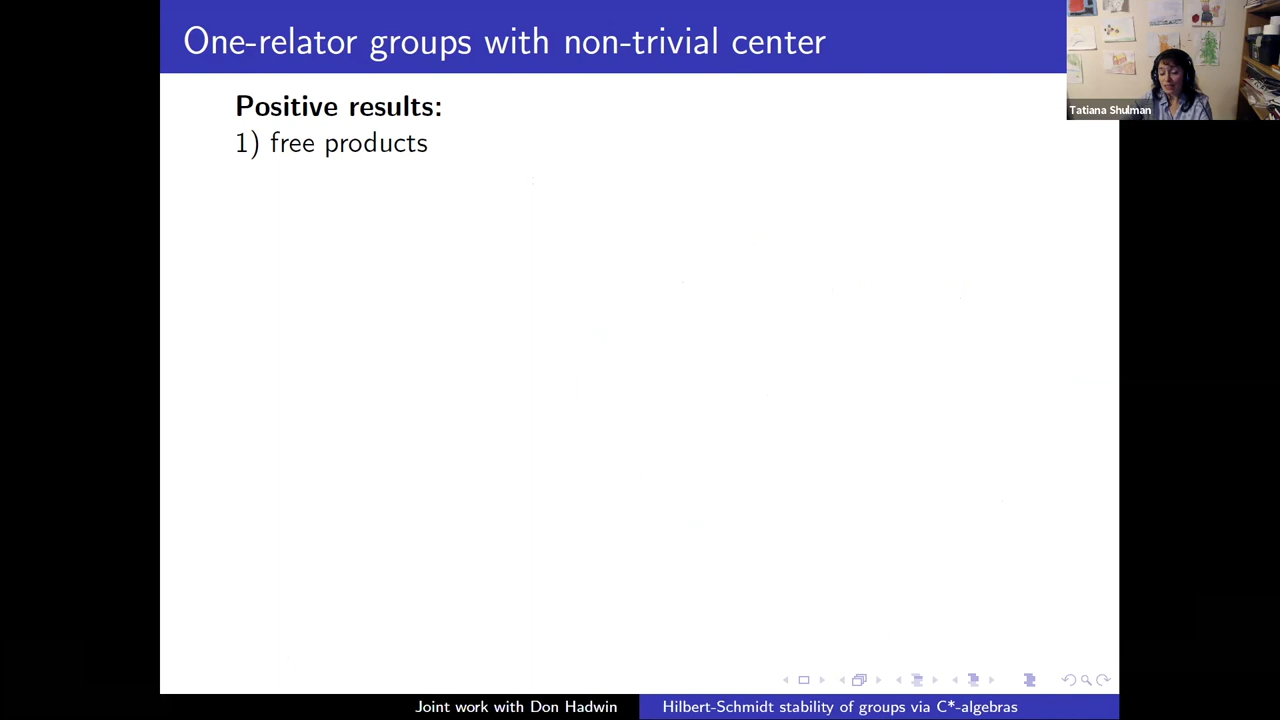 One-relator groups with non-trivial center
Tatiana Shulman
Positive results:
1) free products
Joint work with Don Hadwin
Hilbert-Schmidt stability of groups via C*-algebras